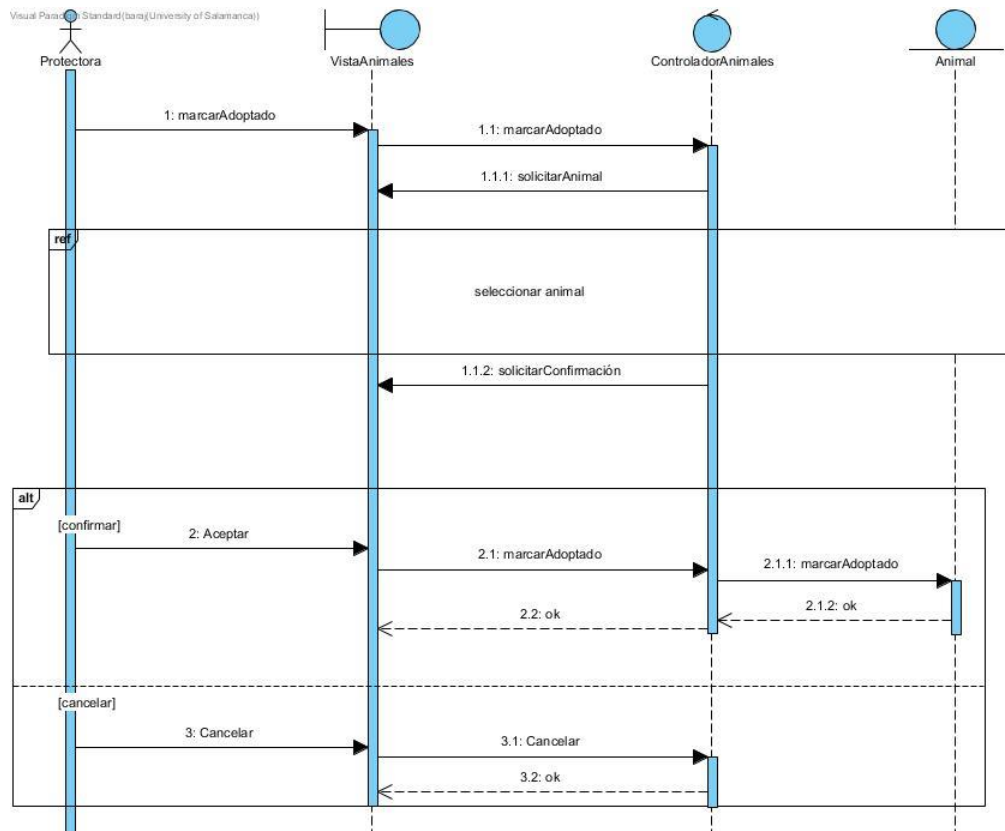 Visual Paradigm Standard(baraj(University of Salamanca))
Protectora
VistaAnimales
ControladorAnimales
Animal
1: marcarAdoptado
1.1: marcarAdoptado
1.1.1: solicitarAnimal
ref
seleccionar animal
1.1.2: solicitarConfirmación
alt
[confirmar]
2: Aceptar
2.1: marcarAdoptado
2.1.1: marcarAdoptado
2.1.2: ok
2.2: ok
[cancelar]
3: Cancelar
3.1: Cancelar
3.2: ok